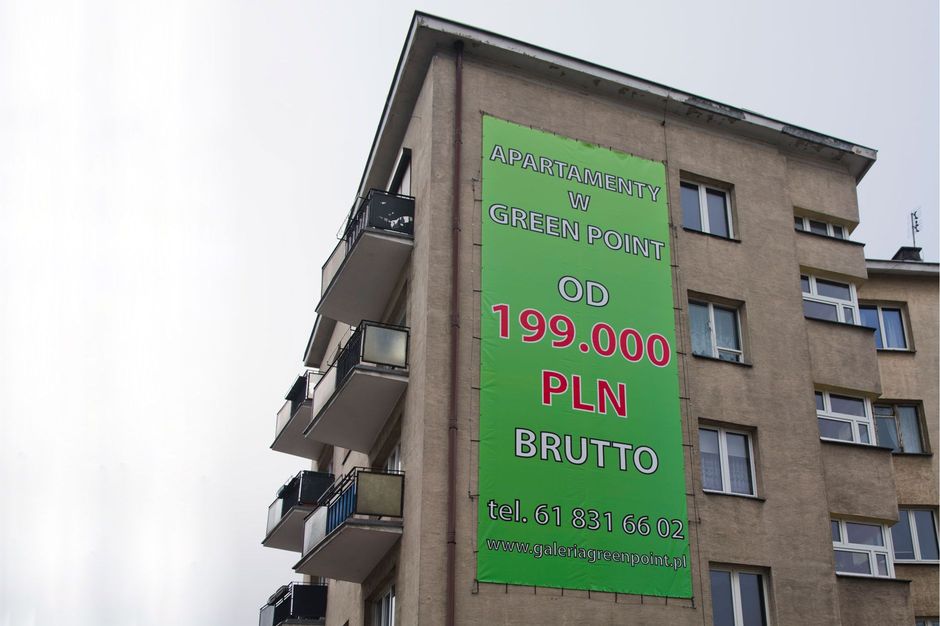 APARTAMENTY
W
GREEN POINT
OD
199.000
PLN
BRUTTO
tel. 61 831 66 02
www.galeriagreenpoint.pl